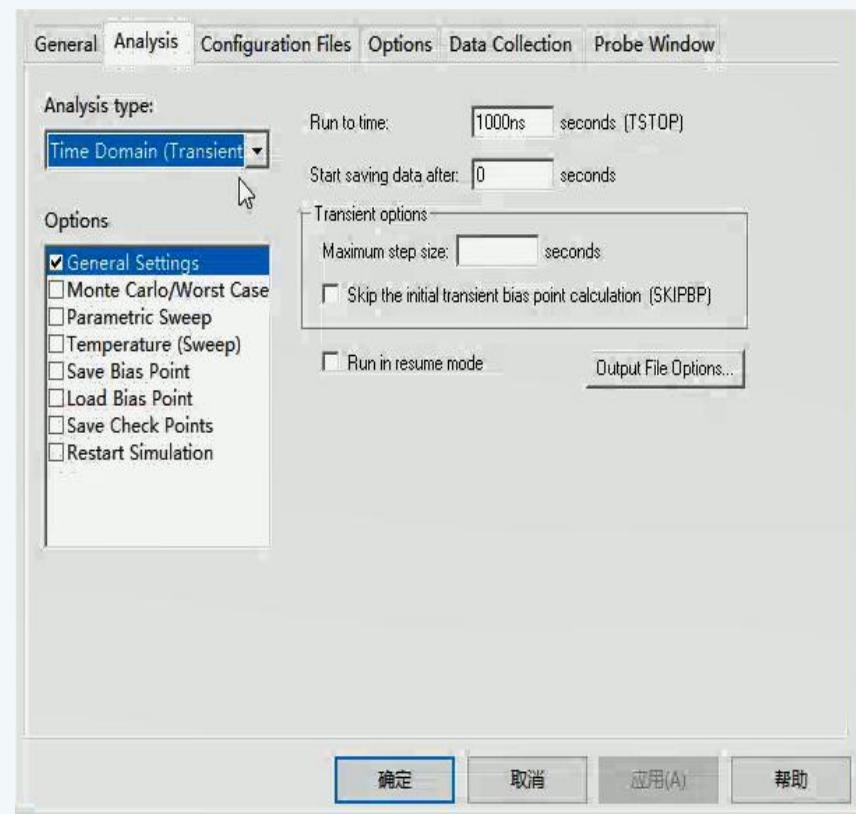 General Analysis Configuration Files Options Data Collection Probe Window
Analysis type:
Time Domain (Transient
Run to time: 1000ns seconds (TSTOP)
Start saving data after: 0 seconds
Transient options
Maximum step size: seconds
Skip the initial transient bias point calculation (SKIPBP)
Run in resume mode
Output File Options...
Options
General Settings
Monte Carlo/Worst Case
Parametric Sweep
Temperature (Sweep)
Save Bias Point
Load Bias Point
Save Check Points
Restart Simulation
确定 取消 应用(A) 帮助